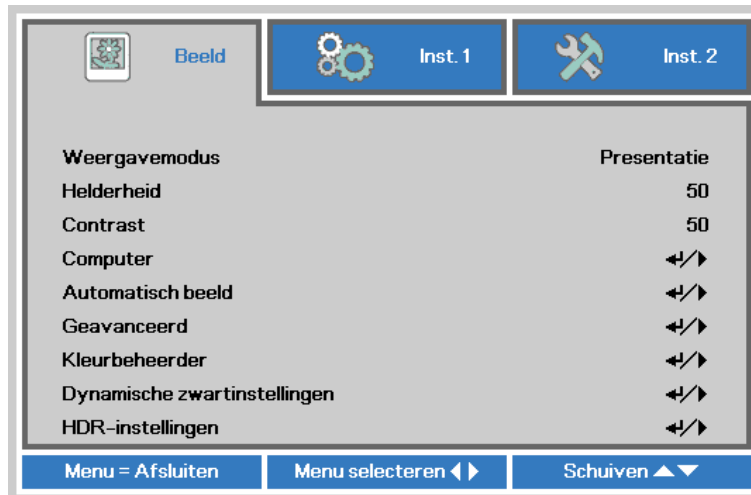 Beeld Inst. 1 Inst. 2
Weergavemodus Presentatie
Helderheid 50
Contrast 50
Computer ↵/▶
Automatisch beeld ↵/▶
Geavanceerd ↵/▶
Kleurbeheerder ↵/▶
Dynamische zwartinstellingen ↵/▶
HDR-instellingen ↵/▶
Menu = Afsluiten Menu selecteren ◀▶ Schuiven ▲▼